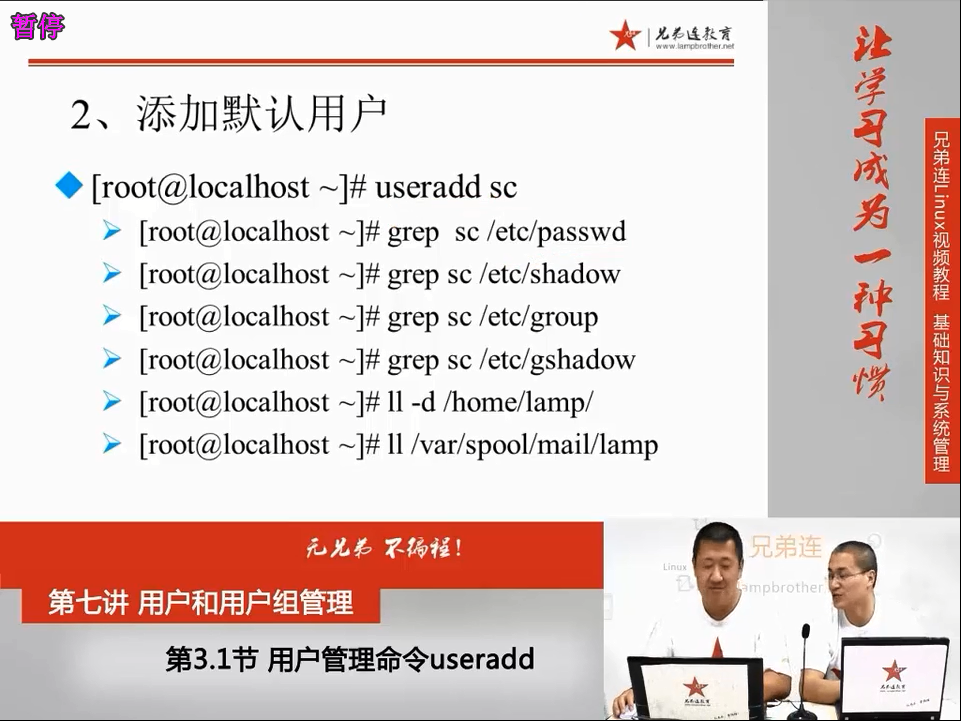 暂停
兄弟连教育
www.lampbrother.net
2、添加默认用户
[root@localhost ~]# useradd sc
[root@localhost ~]# grep  sc /etc/passwd
[root@localhost ~]# grep sc /etc/shadow
[root@localhost ~]# grep sc /etc/group
[root@localhost ~]# grep sc /etc/gshadow
[root@localhost ~]# ll -d /home/lamp/
[root@localhost ~]# ll /var/spool/mail/lamp
让学习成为一种习惯
兄弟连Linux视频教程 基础知识与系统管理
无兄弟 不编程!
第七讲 用户和用户组管理
第3.1节 用户管理命令useradd
兄弟连
Linux
lampbrother.
兄弟连教育
兄弟连教育